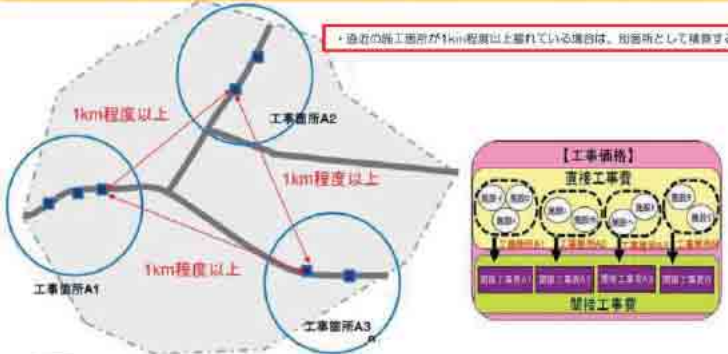 ・直近の施工箇所が1km程度以上離れている場合は、別箇所として積算する
工事箇所A2
1km程度以上
1km程度以上
1km程度以上
工事箇所A1
工事箇所A3
【工事価格】
直接工事費
間接工事費A1
間接工事費A2
間接工事費A3
間接工事費